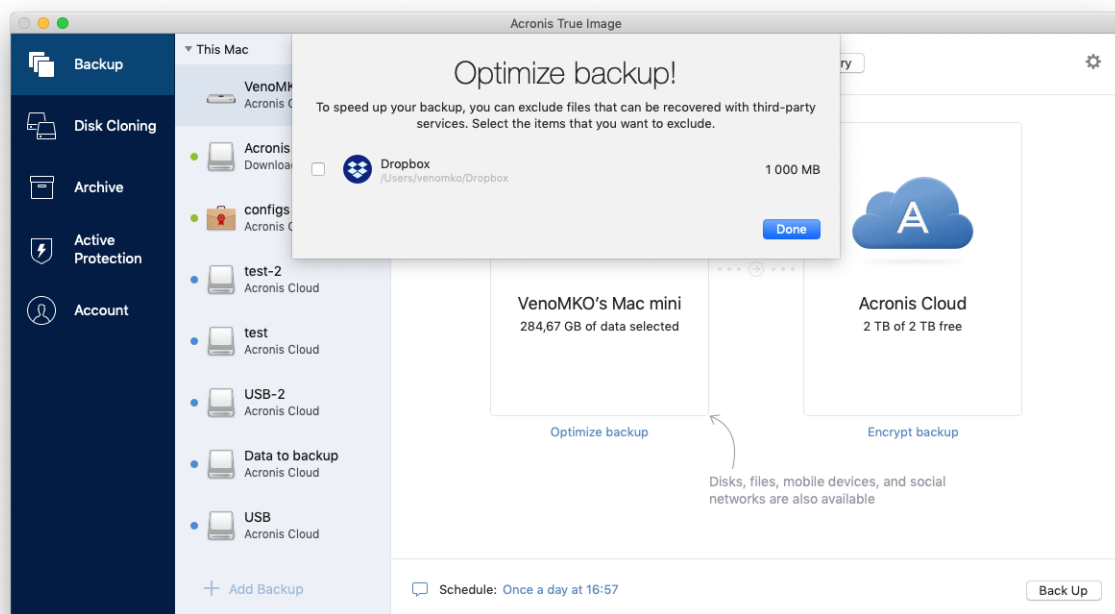 Acronis True Image
Backup
Disk Cloning
Archive
Active
Protection
Account
This Mac
VenoMK
Acronis C
Acronis
Downloa
configs
Acronis C
test-2
Acronis Cloud
test
Acronis Cloud
USB-2
Acronis Cloud
Data to backup
Acronis Cloud
USB
Acronis Cloud
Add Backup
Optimize backup!
To speed up your backup, you can exclude files that can be recovered with third-party
services. Select the items that you want to exclude.
Dropbox
/Users/venomko/Dropbox
1 000 MB
Done
ry
VenoMKO's Mac mini
284,67 GB of data selected
Optimize backup
Acronis Cloud
2 TB of 2 TB free
Encrypt backup
Disks, files, mobile devices, and social
networks are also available
Schedule: Once a day at 16:57
Back Up